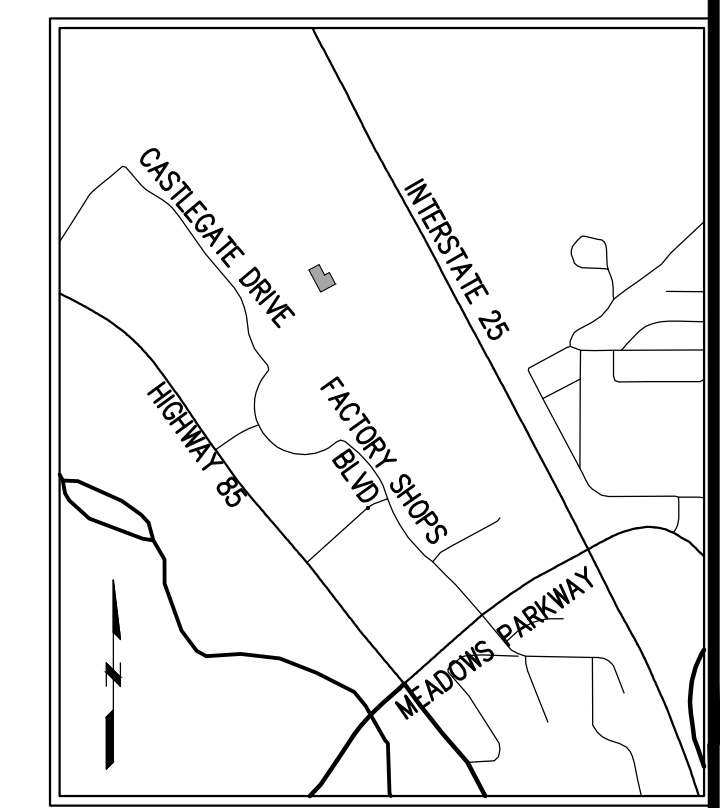 CASTLEGATE DRIVE
INTERSTATE 25
HIGHWAY 85
FACTORY SHOPS
BLVD
MEADOWS PARKWAY
N